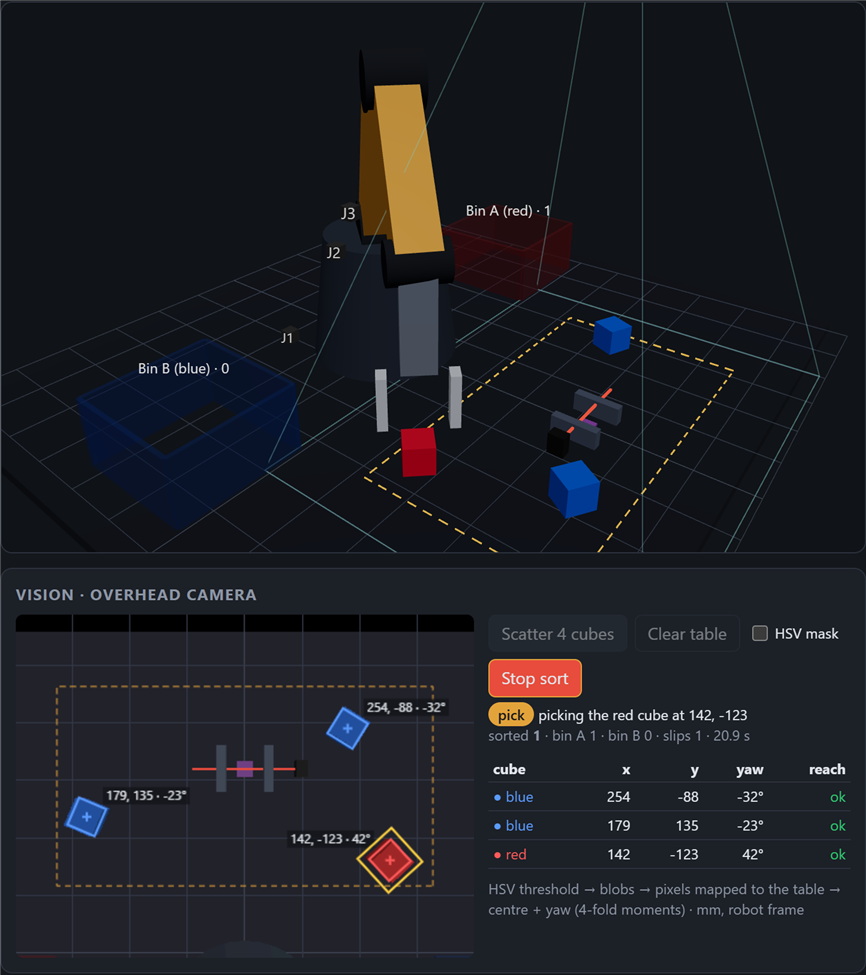 Bin A (red) · 1
J3
J2
J1
Bin B (blue) · 0
VISION · OVERHEAD CAMERA
254, -88 · -32°
179, 135 · -23°
142, -123 · 42°
Scatter 4 cubes
Clear table
HSV mask
Stop sort
pick picking the red cube at 142, -123
sorted 1 · bin A 1 · bin B 0 · slips 1 · 20.9 s
cube x y yaw reach
blue 254 -88 -32° ok
blue 179 135 -23° ok
red 142 -123 42° ok
HSV threshold → blobs → pixels mapped to the table →
centre + yaw (4-fold moments) · mm, robot frame